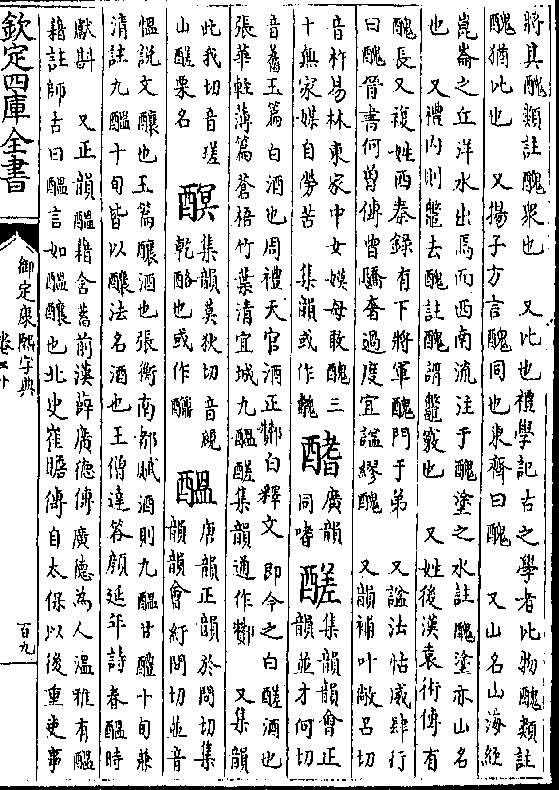 將其醜類註醜眾也　又比也禮學記古之學者比物醜類註
醜猶比也　又揚子方言醜同也東齊曰醜　又山名山海經
崑崙之丘洋水出焉而西南流注于醜塗之水註醜塗亦山名
也　又禮內則鼈去醜註醜謂鼈竅也　又姓後漢袁術傳有
醜長又複姓西秦錄有下將軍醜門于弟　又諡法怙威肆行
曰醜晉書何曾傳曾驕奢過度宜諡繆醜　又韻補叶敞呂切
音杵易林東家中女嫫母敢醜三
十無家媒自勞苦　集韻或作魗
醏
廣韻
同嗜
醝
集韻韻會正
韻並才何切
音䰈玉篇白酒也周禮天官酒正鄭白釋文　即今之白醝酒也
張華輕薄篇蒼梧竹葉清宜城九醞醝集韻通作酇　又集韻
此我切音瑳
山醝栗名
㨠
集韻莫狄切音覛
乾酪也或作釄
醞
唐韻正韻於問切集
韻韻會紆問切並音
慍說文釀也玉篇釀酒也張衡南都賦酒則九醞甘醴十旬兼
清註九醞十旬皆以釀法名酒也王僧達答顏延年詩春醞時
獻斟　又正韻醞藉含蓄前漢薛廣德傳廣德為人溫雅有醞
藉註師古曰醞言如醞釀也北史崔瞻傳自太保以後重吏事
欽定四庫全書
御定康熙字典
百九